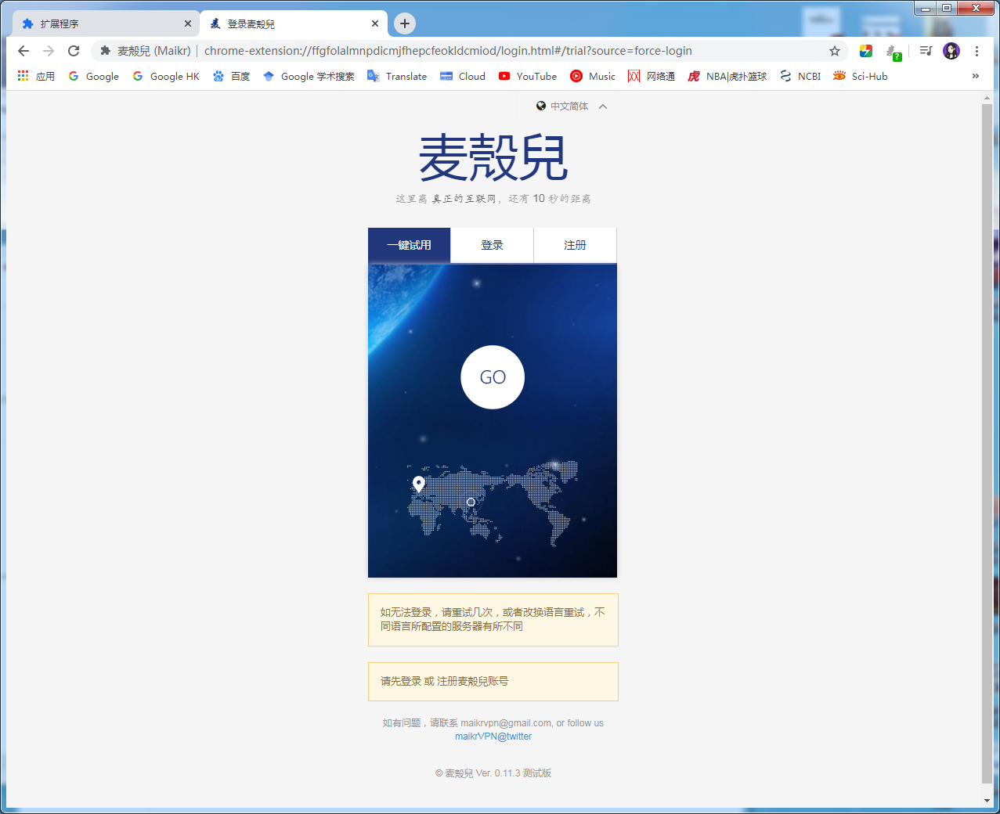 扩展程序
登录麦殼兒
麦殼兒 (Maikr) | chrome-extension://ffgfolalmnpdicmjfhepcfeokldcmiod/login.html#/trial?source=force-login
应用 Google Google HK 百度 Google 学术搜索 Translate Cloud YouTube Music 网络通 NBA|虎扑篮球 NCBI Sci-Hub »
中文简体
麦殼兒
这里离 真正的互联网，还有 10 秒的距离
一键试用 登录 注册
GO
如无法登录，请重试几次，或者改换语言重试，不
同语言所配置的服务器有所不同
请先登录 或 注册麦殼兒账号
如有问题，请联系 maikrvpn@gmail.com, or follow us
maikrVPN@twitter
© 麦殼兒 Ver. 0.11.3 测试版